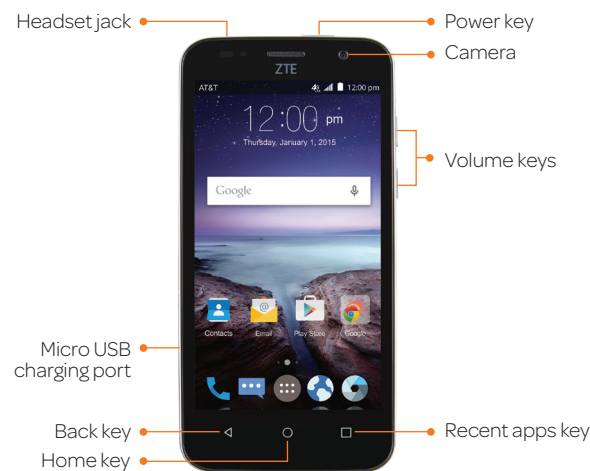 Headset jack
Power key
Camera
ZTE
AT&T 4G 12:00 pm
12:00 pm
Thursday, January 1, 2015
Google
Volume keys
Contacts Email Play Store Google
Micro USB
charging port
Back key
Home key
Recent apps key